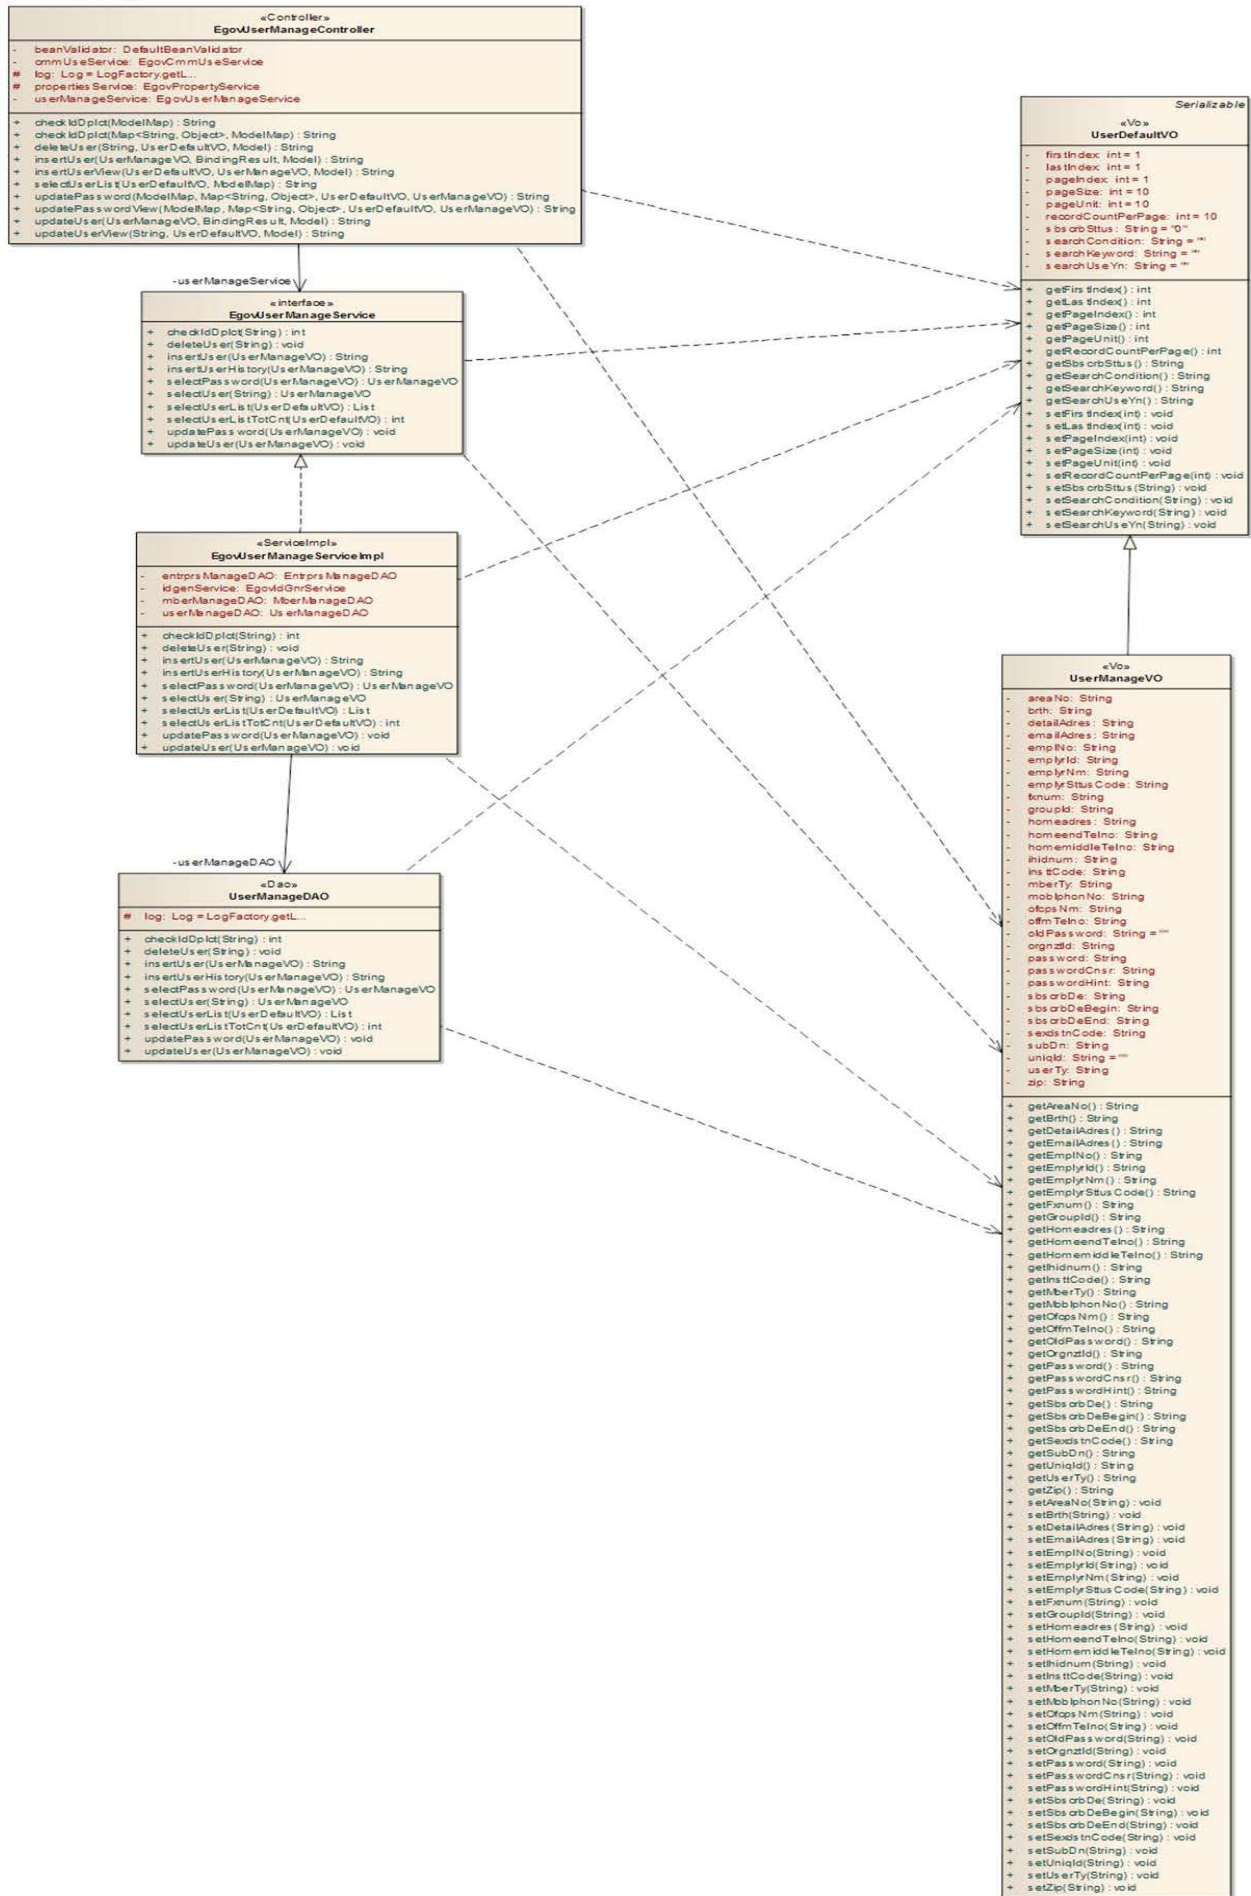 «Controller»
EgovUserManageController
- beanValidator: DefaultBeanValidator
- cmmUseService: EgovCmmUseService
# log: Log = LogFactory.getL...
# propertiesService: EgovPropertyService
- userManageService: EgovUserManageService
+ checkIdDplct(ModelMap) : String
+ checkIdDplct(Map<String, Object>, ModelMap) : String
+ deleteUser(String, UserDefaultVO, Model) : String
+ insertUser(UserManageVO, BindingResult, Model) : String
+ insertUserView(UserDefaultVO, UserManageVO, Model) : String
+ selectUserList(UserDefaultVO, ModelMap) : String
+ updatePassword(ModelMap, Map<String, Object>, UserDefaultVO, UserManageVO) : String
+ updatePasswordView(ModelMap, Map<String, Object>, UserDefaultVO, UserManageVO) : String
+ updateUser(UserManageVO, BindingResult, Model) : String
+ updateUserView(String, UserDefaultVO, Model) : String
-userManageService
«interface»
EgovUserManageService
+ checkIdDplct(String) : int
+ deleteUser(String) : void
+ insertUser(UserManageVO) : String
+ insertUserHistory(UserManageVO) : String
+ selectPassword(UserManageVO) : UserManageVO
+ selectUser(String) : UserManageVO
+ selectUserList(UserDefaultVO) : List
+ selectUserListTotCnt(UserDefaultVO) : int
+ updatePassword(UserManageVO) : void
+ updateUser(UserManageVO) : void
«ServiceImpl»
EgovUserManageServiceImpl
- entrprsManageDAO: EntrprsManageDAO
- idgenService: EgovIdGnrService
- mberManageDAO: MberManageDAO
- userManageDAO: UserManageDAO
+ checkIdDplct(String) : int
+ deleteUser(String) : void
+ insertUser(UserManageVO) : String
+ insertUserHistory(UserManageVO) : String
+ selectPassword(UserManageVO) : UserManageVO
+ selectUser(String) : UserManageVO
+ selectUserList(UserDefaultVO) : List
+ selectUserListTotCnt(UserDefaultVO) : int
+ updatePassword(UserManageVO) : void
+ updateUser(UserManageVO) : void
-userManageDAO
«Dao»
UserManageDAO
# log: Log = LogFactory.getL...
+ checkIdDplct(String) : int
+ deleteUser(String) : void
+ insertUser(UserManageVO) : String
+ insertUserHistory(UserManageVO) : String
+ selectPassword(UserManageVO) : UserManageVO
+ selectUser(String) : UserManageVO
+ selectUserList(UserDefaultVO) : List
+ selectUserListTotCnt(UserDefaultVO) : int
+ updatePassword(UserManageVO) : void
+ updateUser(UserManageVO) : void
Serializable
«Vo»
UserDefaultVO
- firstIndex: int = 1
- lastIndex: int = 1
- pageIndex: int = 1
- pageSize: int = 10
- pageUnit: int = 10
- recordCountPerPage: int = 10
- sbscrbSttus: String = "0"
- searchCondition: String = ""
- searchKeyword: String = ""
- searchUseYn: String = ""
+ getFirstIndex() : int
+ getLastIndex() : int
+ getPageIndex() : int
+ getPageSize() : int
+ getPageUnit() : int
+ getRecordCountPerPage() : int
+ getSbscrbSttus() : String
+ getSearchCondition() : String
+ getSearchKeyword() : String
+ getSearchUseYn() : String
+ setFirstIndex(int) : void
+ setLastIndex(int) : void
+ setPageIndex(int) : void
+ setPageSize(int) : void
+ setPageUnit(int) : void
+ setRecordCountPerPage(int) : void
+ setSbscrbSttus(String) : void
+ setSearchCondition(String) : void
+ setSearchKeyword(String) : void
+ setSearchUseYn(String) : void
«Vo»
UserManageVO
- areaNo: String
- brth: String
- detailAdres: String
- emailAdres: String
- emplNo: String
- emplyrId: String
- emplyrNm: String
- emplyrSttusCode: String
- fxnum: String
- groupId: String
- homeadres: String
- homeendTelno: String
- homemiddleTelno: String
- ihidnum: String
- insttCode: String
- mberTy: String
- moblphonNo: String
- ofcpsNm: String
- offmTelno: String
- oldPassword: String = ""
- orgnztId: String
- password: String
- passwordCnsr: String
- passwordHint: String
- sbscrbDe: String
- sbscrbDeBegin: String
- sbscrbDeEnd: String
- sexdstnCode: String
- subDn: String
- uniqId: String = ""
- userTy: String
- zip: String
+ getAreaNo() : String
+ getBrth() : String
+ getDetailAdres() : String
+ getEmailAdres() : String
+ getEmplNo() : String
+ getEmplyrId() : String
+ getEmplyrNm() : String
+ getEmplyrSttusCode() : String
+ getFxnum() : String
+ getGroupId() : String
+ getHomeadres() : String
+ getHomeendTelno() : String
+ getHomemiddleTelno() : String
+ getIhidnum() : String
+ getInsttCode() : String
+ getMberTy() : String
+ getMoblphonNo() : String
+ getOfcpsNm() : String
+ getOffmTelno() : String
+ getOldPassword() : String
+ getOrgnztId() : String
+ getPassword() : String
+ getPasswordCnsr() : String
+ getPasswordHint() : String
+ getSbscrbDe() : String
+ getSbscrbDeBegin() : String
+ getSbscrbDeEnd() : String
+ getSexdstnCode() : String
+ getSubDn() : String
+ getUniqId() : String
+ getUserTy() : String
+ getZip() : String
+ setAreaNo(String) : void
+ setBrth(String) : void
+ setDetailAdres(String) : void
+ setEmailAdres(String) : void
+ setEmplNo(String) : void
+ setEmplyrId(String) : void
+ setEmplyrNm(String) : void
+ setEmplyrSttusCode(String) : void
+ setFxnum(String) : void
+ setGroupId(String) : void
+ setHomeadres(String) : void
+ setHomeendTelno(String) : void
+ setHomemiddleTelno(String) : void
+ setIhidnum(String) : void
+ setInsttCode(String) : void
+ setMberTy(String) : void
+ setMoblphonNo(String) : void
+ setOfcpsNm(String) : void
+ setOffmTelno(String) : void
+ setOldPassword(String) : void
+ setOrgnztId(String) : void
+ setPassword(String) : void
+ setPasswordCnsr(String) : void
+ setPasswordHint(String) : void
+ setSbscrbDe(String) : void
+ setSbscrbDeBegin(String) : void
+ setSbscrbDeEnd(String) : void
+ setSexdstnCode(String) : void
+ setSubDn(String) : void
+ setUniqId(String) : void
+ setUserTy(String) : void
+ setZip(String) : void